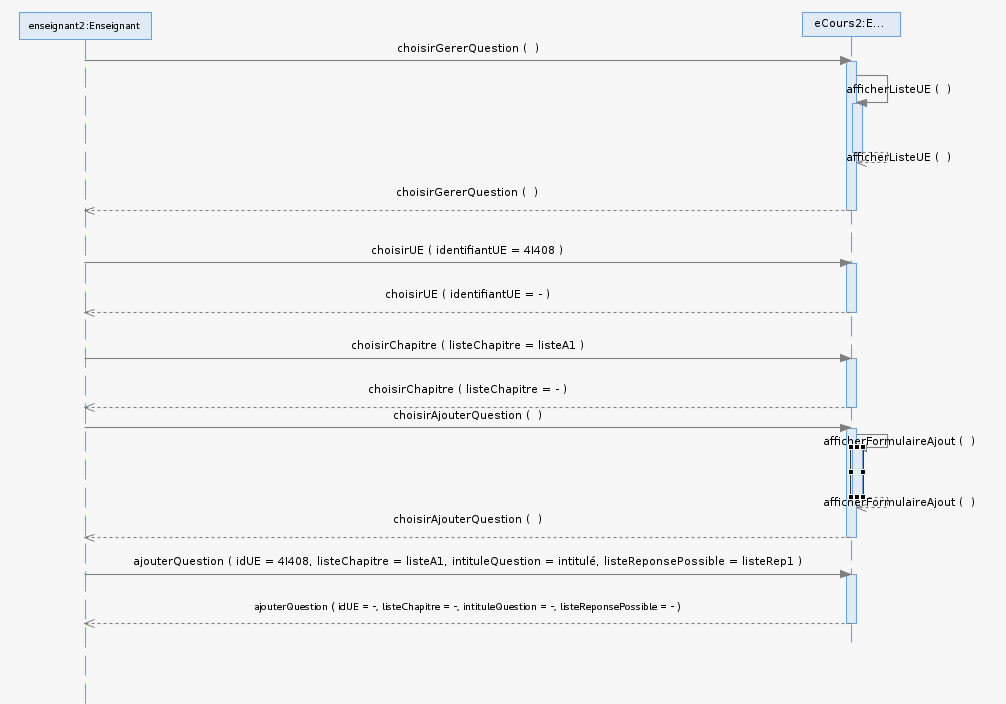 enseignant2:Enseignant
eCours2:E...
choisirGererQuestion (  )
afficherListeUE (  )
afficherListeUE (  )
choisirGererQuestion (  )
choisirUE ( identifiantUE = 4I408 )
choisirUE ( identifiantUE = - )
choisirChapitre ( listeChapitre = listeA1 )
choisirChapitre ( listeChapitre = - )
choisirAjouterQuestion (  )
afficherFormulaireAjout (  )
afficherFormulaireAjout (  )
choisirAjouterQuestion (  )
ajouterQuestion ( idUE = 4I408, listeChapitre = listeA1, intituleQuestion = intitulé, listeReponsePossible = listeRep1 )
ajouterQuestion ( idUE = -, listeChapitre = -, intituleQuestion = -, listeReponsePossible = - )